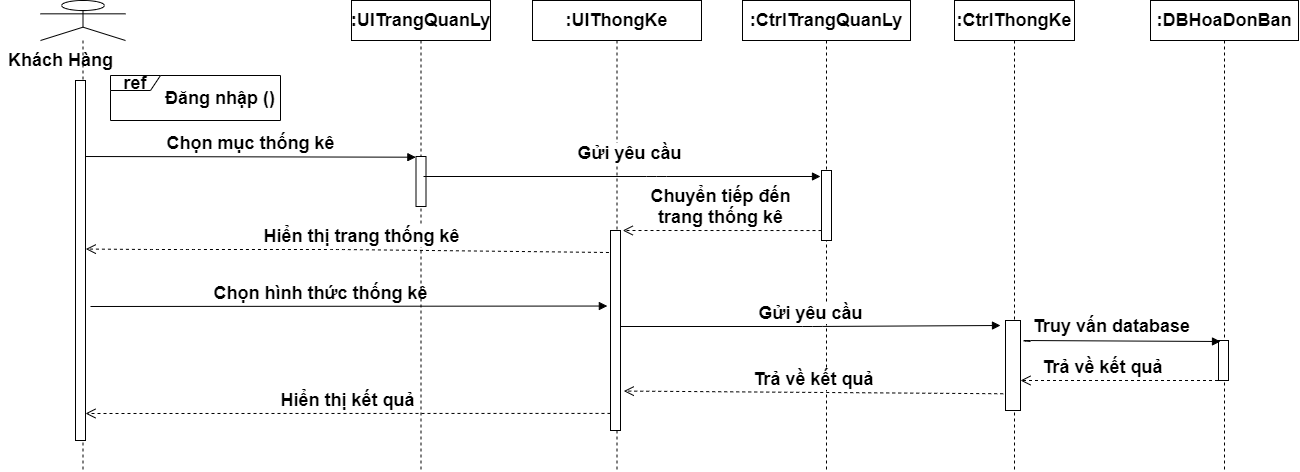 :UITrangQuanLy
:UIThongKe
:CtrlTrangQuanLy
:CtrlThongKe
:DBHoaDonBan
Khách Hàng
ref
Đăng nhập ()
Chọn mục thống kê
Gửi yêu cầu
Chuyển tiếp đến
trang thống kê
Hiển thị trang thống kê
Chọn hình thức thống kê
Gửi yêu cầu
Truy vấn database
Trả về kết quả
Trả về kết quả
Hiển thị kết quả